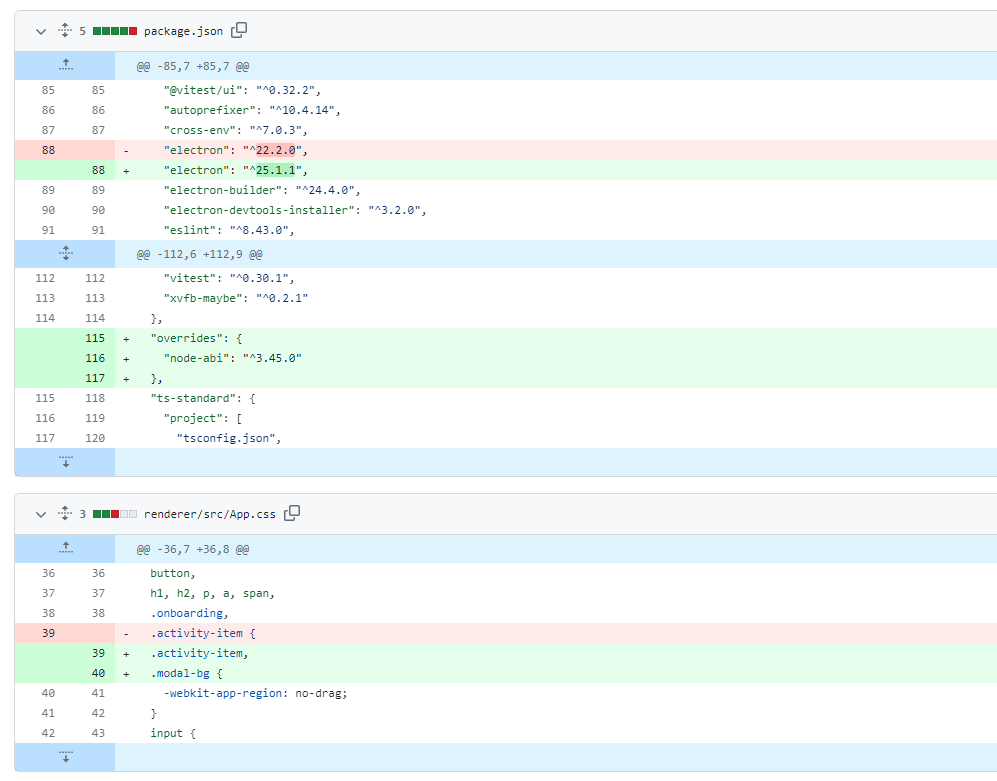 5 package.json
@@ -85,7 +85,7 @@
85 85 "@vitest/ui": "^0.32.2",
86 86 "autoprefixer": "^10.4.14",
87 87 "cross-env": "^7.0.3",
88 - "electron": "^22.2.0",
88 + "electron": "^25.1.1",
89 89 "electron-builder": "^24.4.0",
90 90 "electron-devtools-installer": "^3.2.0",
91 91 "eslint": "^8.43.0",
@@ -112,6 +112,9 @@
112 112 "vitest": "^0.30.1",
113 113 "xvfb-maybe": "^0.2.1"
114 114 },
115 + "overrides": {
116 + "node-abi": "^3.45.0"
117 + },
115 118 "ts-standard": {
116 119 "project": [
117 120 "tsconfig.json",
3 renderer/src/App.css
@@ -36,7 +36,8 @@
36 36 button,
37 37 h1, h2, p, a, span,
38 38 .onboarding,
39 - .activity-item {
39 + .activity-item,
40 + .modal-bg {
40 41 -webkit-app-region: no-drag;
41 42 }
42 43 input {